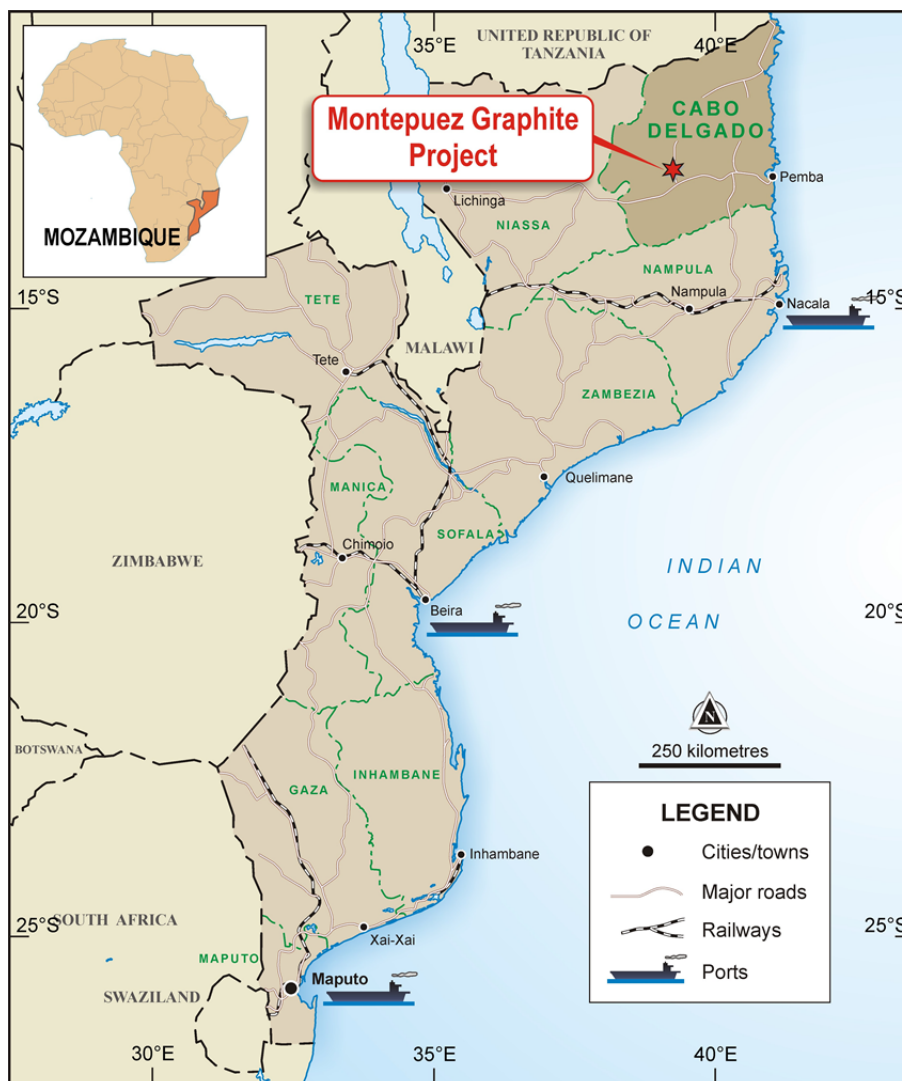 35°E
40°E
UNITED REPUBLIC OF
TANZANIA
MOZAMBIQUE
Montepuez Graphite
Project
CABO
DELGADO
Pemba
Lichinga
NIASSA
NAMPULA
Nampula
Nacala
15°S
15°S
TETE
Tete
MALAWI
ZAMBEZIA
Quelimane
MANICA
SOFALA
Chimoio
ZIMBABWE
Beira
INDIAN
OCEAN
20°S
20°S
N
250 kilometres
BOTSWANA
GAZA
INHAMBANE
Inhambane
LEGEND
Cities/towns
Major roads
Railways
Ports
SOUTH AFRICA
25°S
25°S
Xai-Xai
MAPUTO
Maputo
SWAZILAND
30°E
35°E
40°E